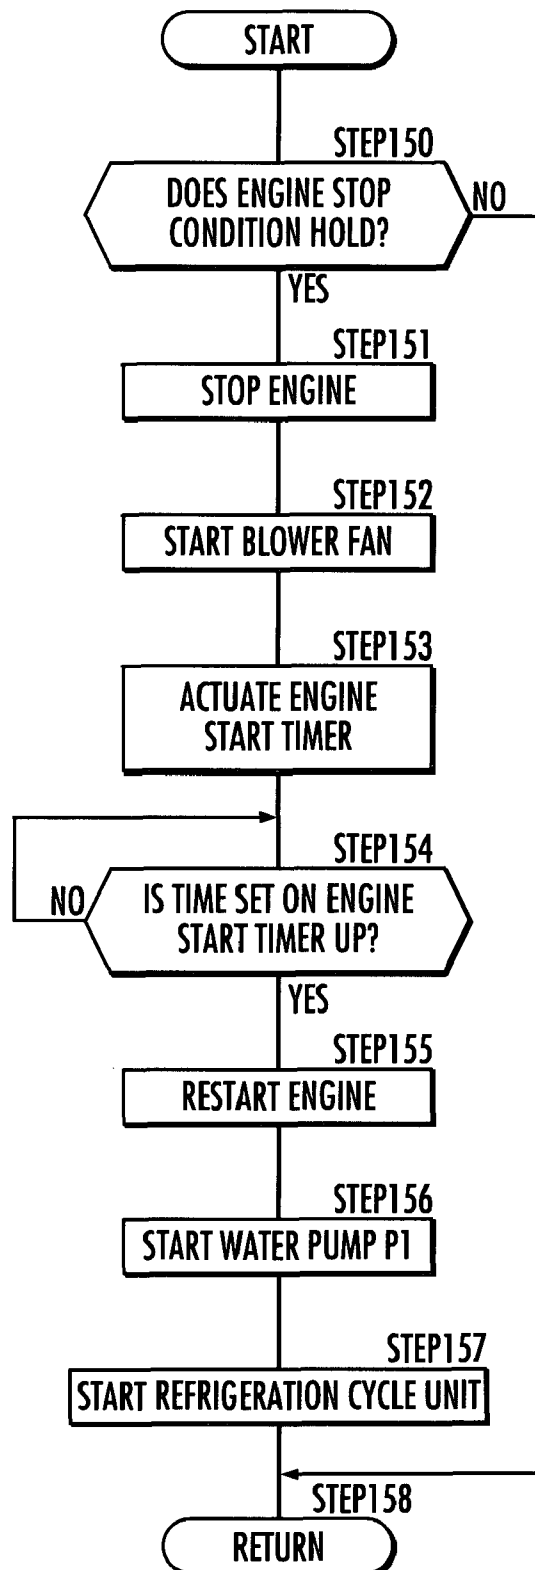 START
STEP150
DOES ENGINE STOP
CONDITION HOLD?
NO
YES
STEP151
STOP ENGINE
STEP152
START BLOWER FAN
STEP153
ACTUATE ENGINE
START TIMER
STEP154
NO
IS TIME SET ON ENGINE
START TIMER UP?
YES
STEP155
RESTART ENGINE
STEP156
START WATER PUMP P1
STEP157
START REFRIGERATION CYCLE UNIT
STEP158
RETURN